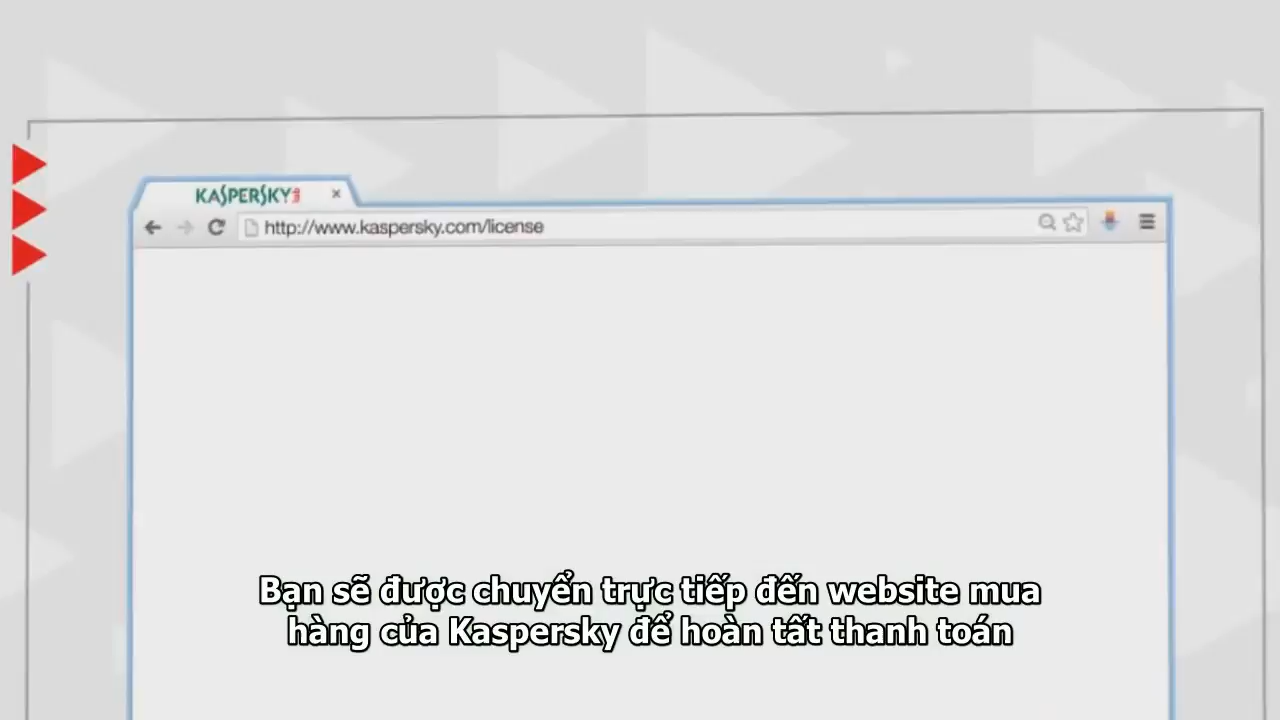 KASPERSKY
http://www.kaspersky.com/license
Bạn sẽ được chuyển trực tiếp đến website mua
hàng của Kaspersky để hoàn tất thanh toán